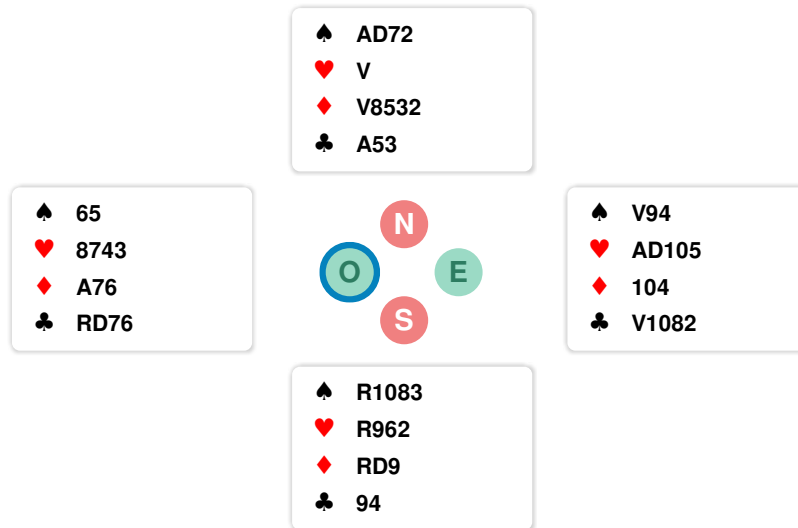 ♠ AD72
♥ V
♦ V8532
♣ A53
♠ 65
♥ 8743
♦ A76
♣ RD76
N
O E
S
♠ V94
♥ AD105
♦ 104
♣ V1082
♠ R1083
♥ R962
♦ RD9
♣ 94